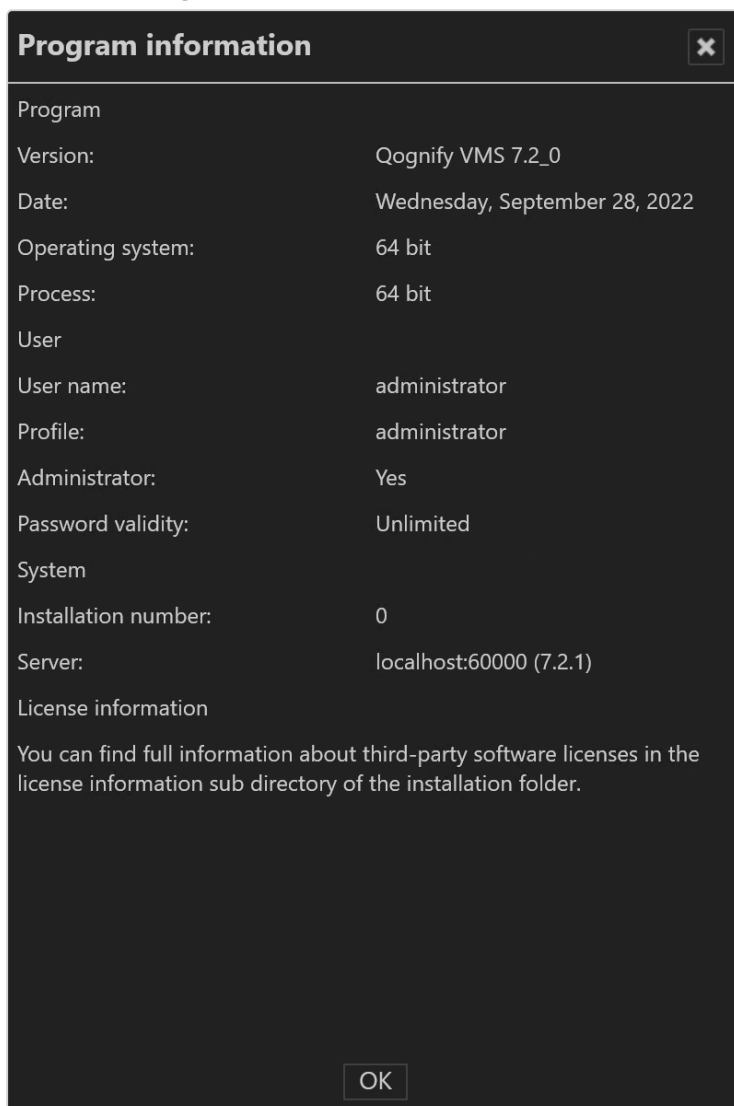 Program information
Program
Version: Qognify VMS 7.2_0
Date: Wednesday, September 28, 2022
Operating system: 64 bit
Process: 64 bit
User
User name: administrator
Profile: administrator
Administrator: Yes
Password validity: Unlimited
System
Installation number: 0
Server: localhost:60000 (7.2.1)
License information
You can find full information about third-party software licenses in the
license information sub directory of the installation folder.
OK